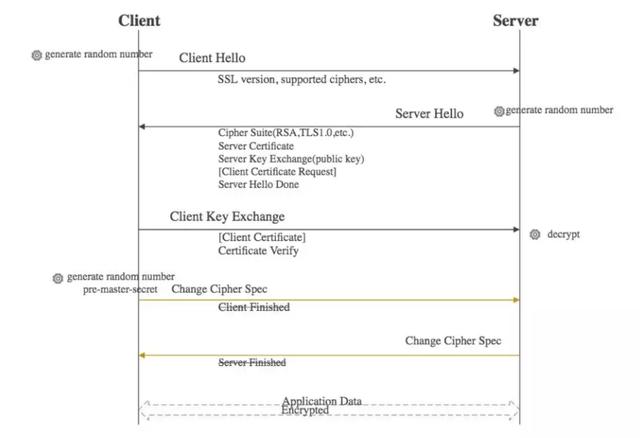 Client
Server
generate random number
Client Hello
SSL version, supported ciphers, etc.
Server Hello
generate random number
Cipher Suite(RSA,TLS1.0,etc.)
Server Certificate
Server Key Exchange(public key)
[Client Certificate Request]
Server Hello Done
Client Key Exchange
[Client Certificate]
Certificate Verify
decrypt
generate random number
pre-master-secret
Change Cipher Spec
Client Finished
Change Cipher Spec
Server Finished
Application Data
Encrypted